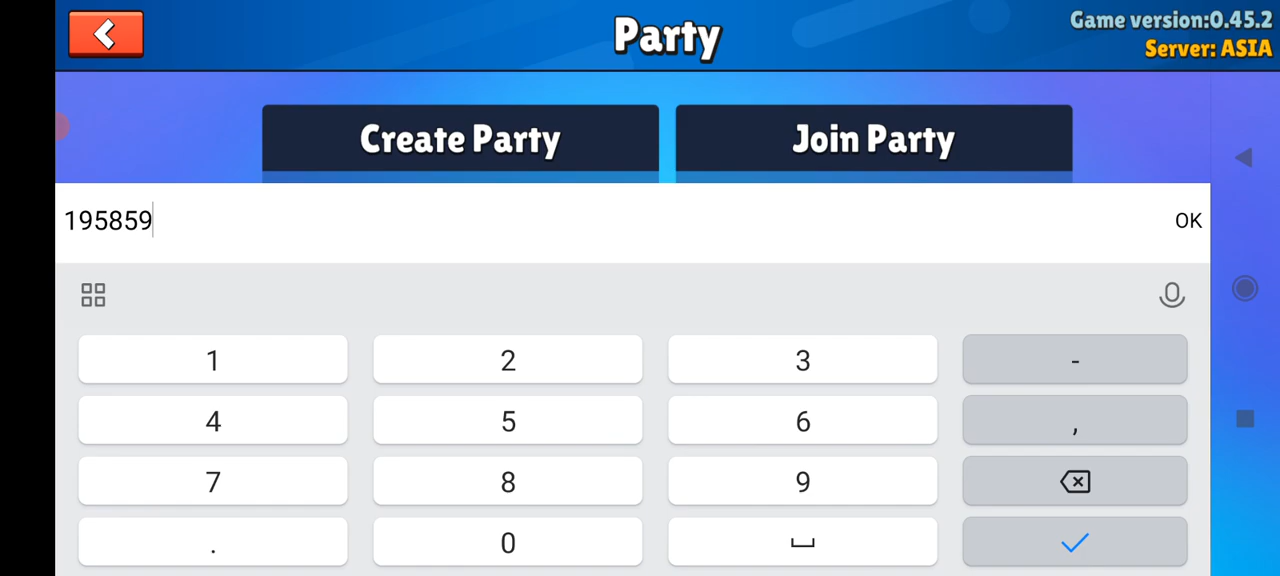 Party
Game version:0.45.2
Server: ASIA
Create Party
Join Party
195859
OK
1
2
3
-
4
5
6
,
7
8
9
.
0